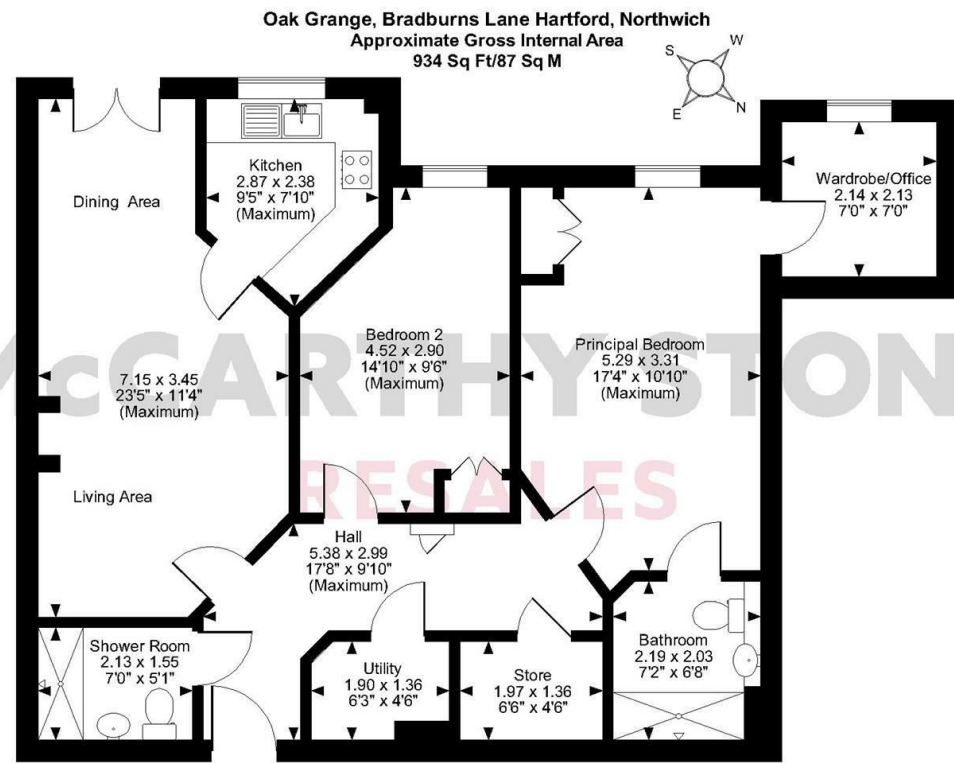 Oak Grange, Bradburns Lane Hartford, Northwich
Approximate Gross Internal Area
934 Sq Ft/87 Sq M
S
W
E
N
Kitchen
2.87 x 2.38
9'5" x 7'10"
(Maximum)
Dining Area
Wardrobe/Office
2.14 x 2.13
7'0" x 7'0"
Bedroom 2
4.52 x 2.90
14'10" x 9'6"
(Maximum)
Principal Bedroom
5.29 x 3.31
17'4" x 10'10"
(Maximum)
McCARTHY STON
7.15 x 3.45
23'5" x 11'4"
(Maximum)
RESALES
Living Area
Hall
5.38 x 2.99
17'8" x 9'10"
(Maximum)
Shower Room
2.13 x 1.55
7'0" x 5'1"
Utility
1.90 x 1.36
6'3" x 4'6"
Store
1.97 x 1.36
6'6" x 4'6"
Bathroom
2.19 x 2.03
7'2" x 6'8"